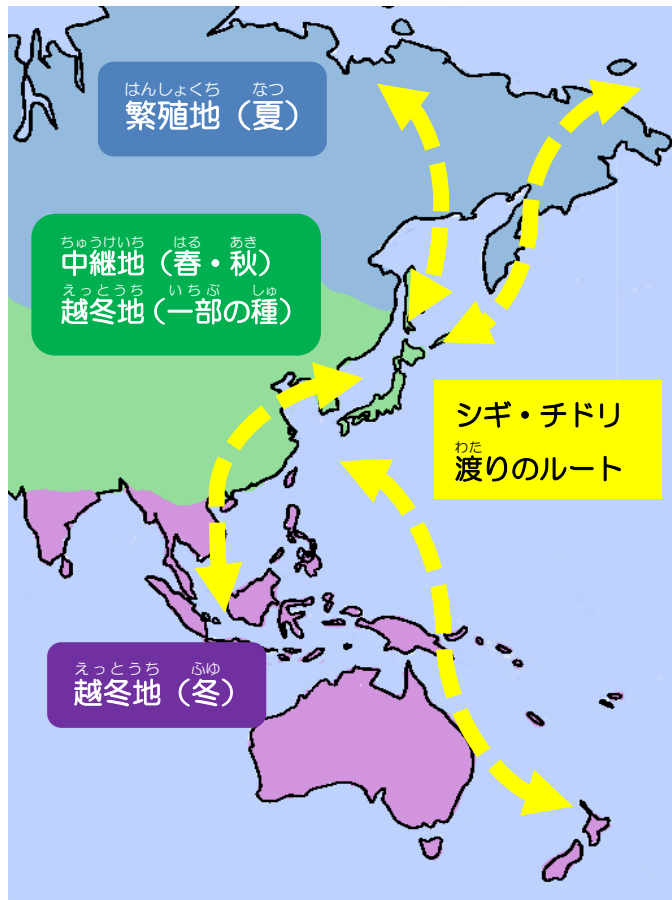 はんしょくち なつ
繁殖地（夏）
ちゅうけいち はる あき
中継地（春・秋）
えっとうち いちぶ しゅ
越冬地（一部の種）
シギ・チドリ
わた
渡りのルート
えっとうち ふゆ
越冬地（冬）